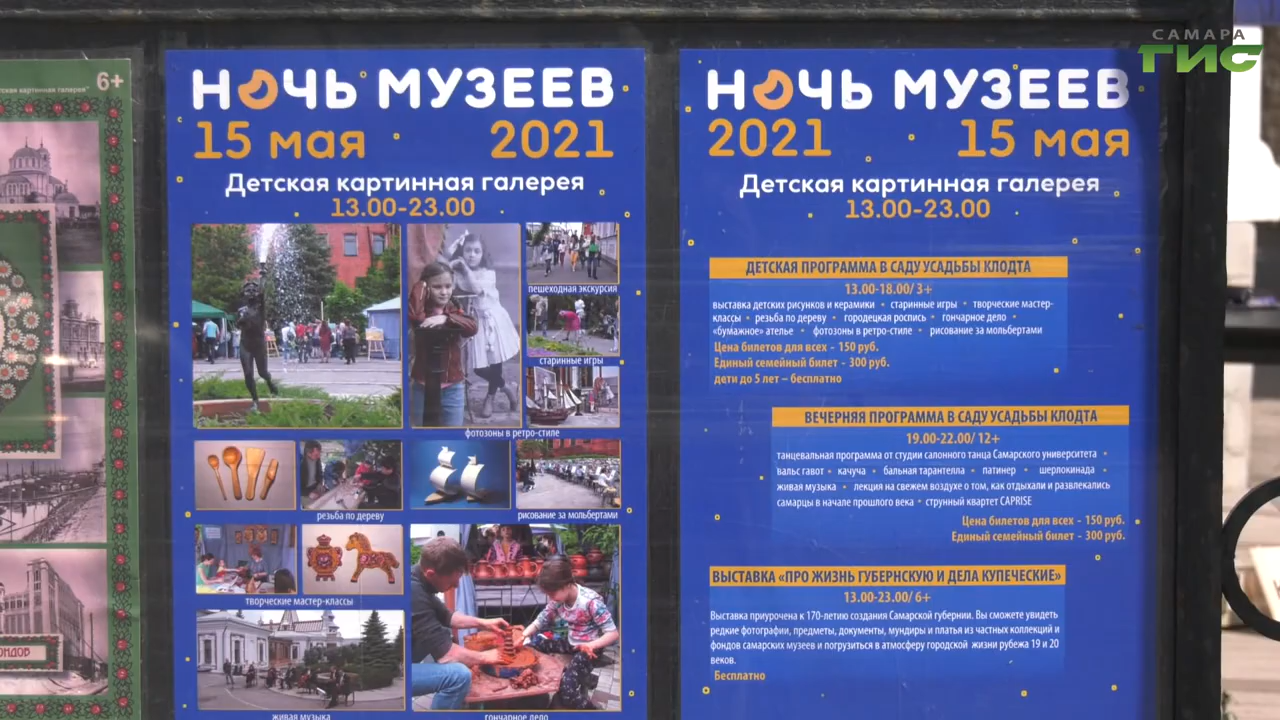 САМАРА
ГИС
6+
тская картинная галерея"
ОНДОВ
НОЧЬ МУЗЕЕВ
15 мая 2021
Детская картинная галерея
13.00-23.00
пешеходная экскурсия
старинные игры
фотозоны в ретро-стиле
резьба по дереву
рисование за мольбертами
творческие мастер-классы
живая музыка
гончарное дело
НОЧЬ МУЗЕЕВ
2021 15 мая
Детская картинная галерея
13.00-23.00
ДЕТСКАЯ ПРОГРАММА В САДУ УСАДЬБЫ КЛОДТА
13.00-18.00/ 3+
выставка детских рисунков и керамики • старинные игры • творческие мастер-
классы • резьба по дереву • городецкая роспись • гончарное дело •
«бумажное» ателье • фотозоны в ретро-стиле • рисование за мольбертами
Цена билетов для всех - 150 руб.
Единый семейный билет - 300 руб.
дети до 5 лет – бесплатно
ВЕЧЕРНЯЯ ПРОГРАММА В САДУ УСАДЬБЫ КЛОДТА
19.00-22.00/ 12+
танцевальная программа от студии салонного танца Самарского университета •
вальс гавот • качуча • бальная тарантелла • патинер • шерлокинада •
живая музыка • лекция на свежем воздухе о том, как отдыхали и развлекались
самарцы в начале прошлого века • струнный квартет CAPRISE
Цена билетов для всех - 150 руб.
Единый семейный билет - 300 руб.
ВЫСТАВКА «ПРО ЖИЗНЬ ГУБЕРНСКУЮ И ДЕЛА КУПЕЧЕСКИЕ»
13.00-23.00/ 6+
Выставка приурочена к 170-летию создания Самарской губернии. Вы сможете увидеть
редкие фотографии, предметы, документы, мундиры и платья из частных коллекций и
фондов самарских музеев и погрузиться в атмосферу городской жизни рубежа 19 и 20
веков.
Бесплатно